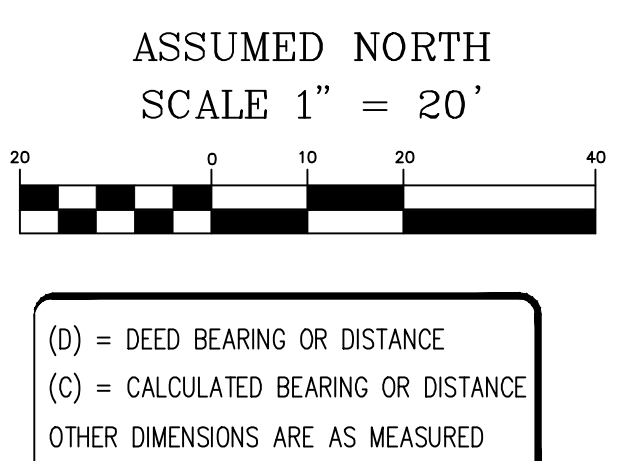 ASSUMED NORTH
SCALE 1" = 20'
20 0 10 20 40
(D) = DEED BEARING OR DISTANCE
(C) = CALCULATED BEARING OR DISTANCE
OTHER DIMENSIONS ARE AS MEASURED